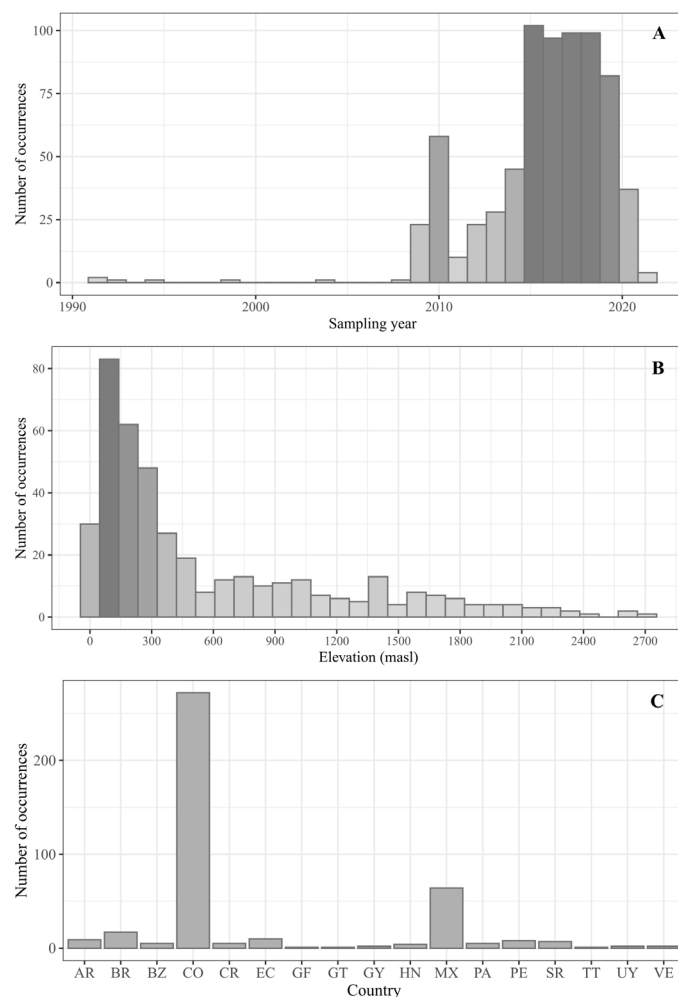 A
Number of occurrences
100
75
50
25
0
1990 2000 2010 2020
Sampling year
B
Number of occurrences
80
60
40
20
0
0 300 600 900 1200 1500 1800 2100 2400 2700
Elevation (masl)
C
Number of occurrences
200
100
0
AR BR BZ CO CR EC GF GT GY HN MX PA PE SR TT UY VE
Country